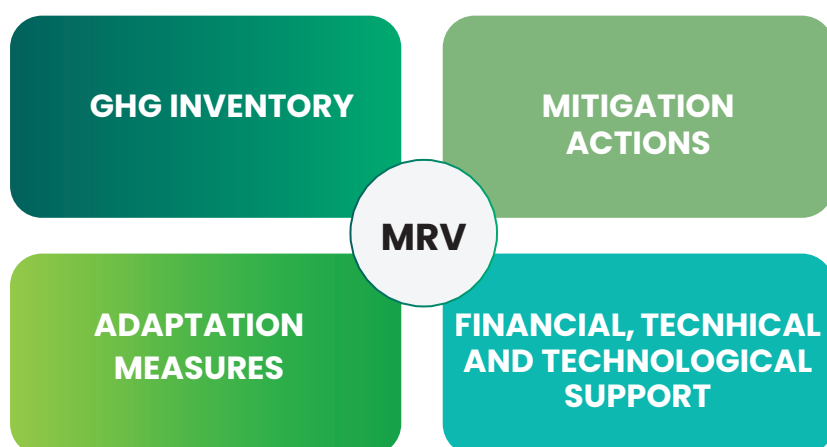 GHG INVENTORY
MITIGATION
ACTIONS
MRV
ADAPTATION
MEASURES
FINANCIAL, TECNHICAL
AND TECHNOLOGICAL
SUPPORT